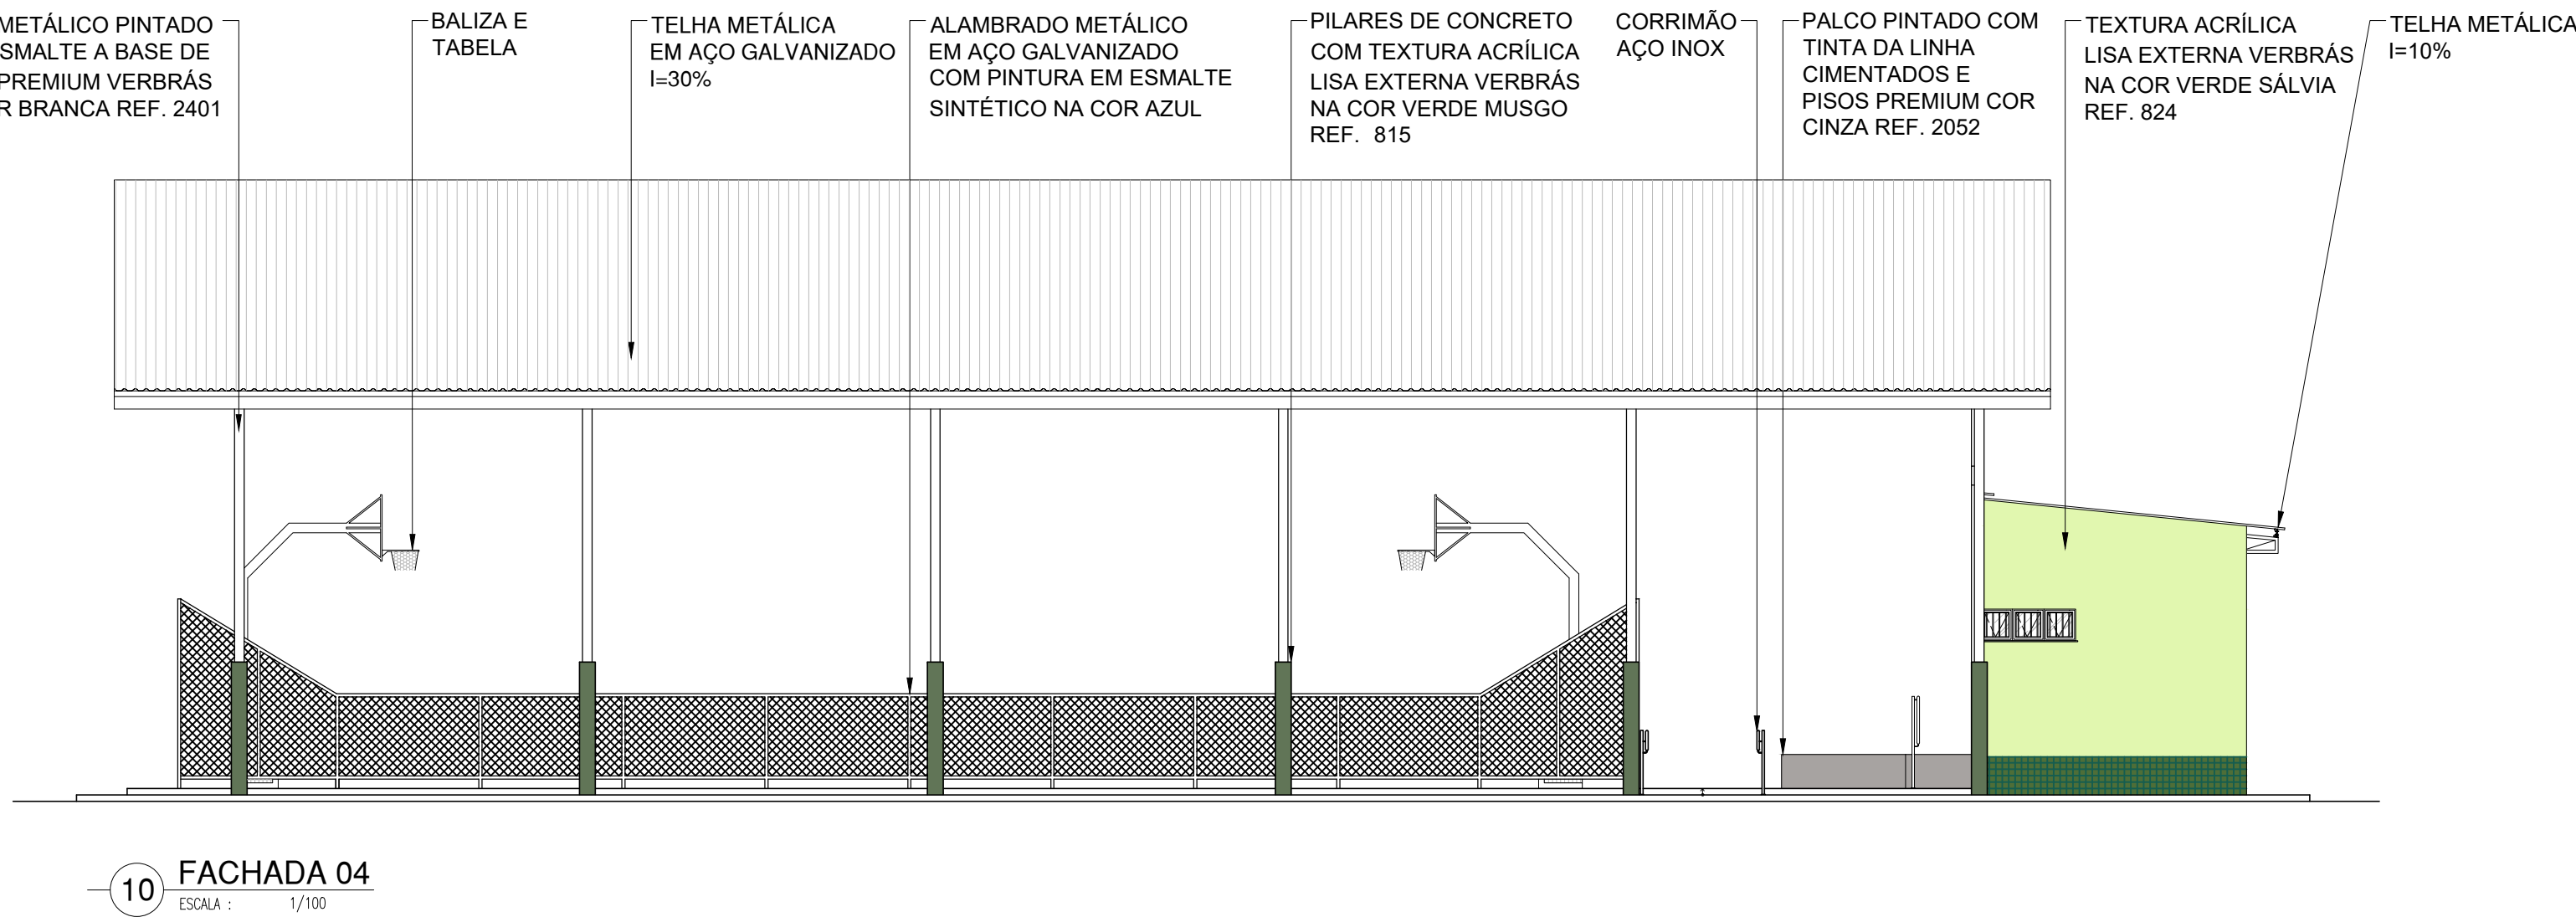 METÁLICO PINTADO
SMALTE A BASE DE
PREMIUM VERBRÁS
R BRANCA REF. 2401
BALIZA E
TABELA
TELHA METÁLICA
EM AÇO GALVANIZADO
I=30%
ALAMBRADO METÁLICO
EM AÇO GALVANIZADO
COM PINTURA EM ESMALTE
SINTÉTICO NA COR AZUL
PILARES DE CONCRETO
COM TEXTURA ACRÍLICA
LISA EXTERNA VERBRÁS
NA COR VERDE MUSGO
REF. 815
CORRIMÃO
AÇO INOX
PALCO PINTADO COM
TINTA DA LINHA
CIMENTADOS E
PISOS PREMIUM COR
CINZA REF. 2052
TEXTURA ACRÍLICA
LISA EXTERNA VERBRÁS
NA COR VERDE SÁLVIA
REF. 824
TELHA METÁLICA
I=10%
10 FACHADA 04
ESCALA : 1/100